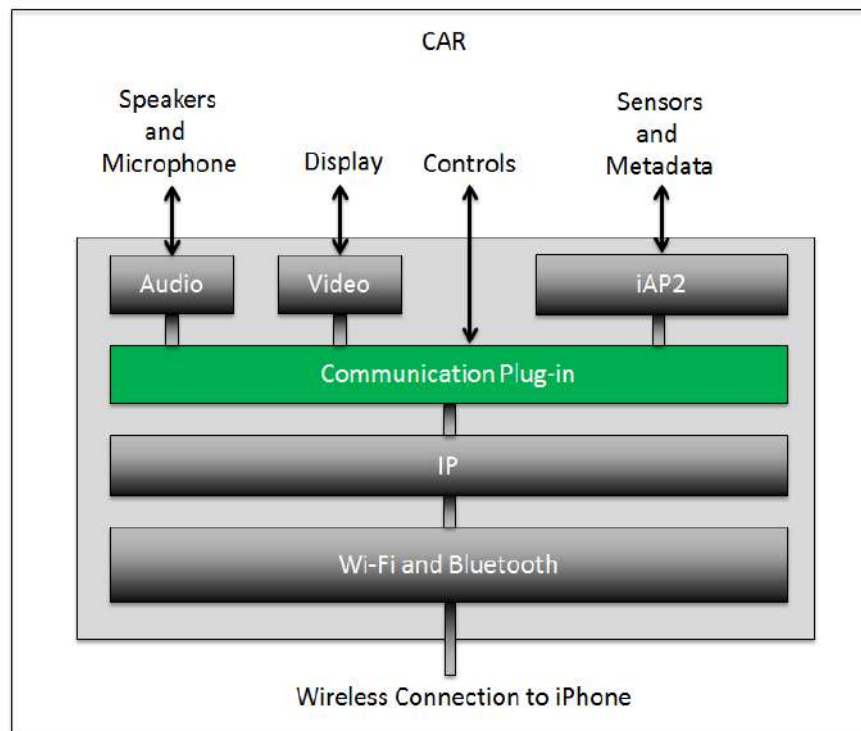 CAR
Speakers
and
Microphone
Display
Controls
Sensors
and
Metadata
Audio
Video
iAP2
Communication Plug-in
IP
Wi-Fi and Bluetooth
Wireless Connection to iPhone